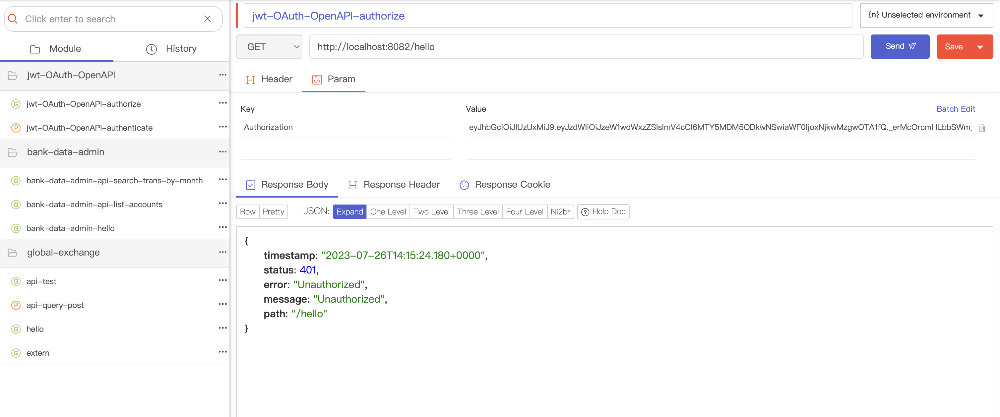 Click enter to search
Module
History
jwt-OAuth-OpenAPI
G jwt-OAuth-OpenAPI-authorize
P jwt-OAuth-OpenAPI-authenticate
bank-data-admin
G bank-data-admin-api-search-trans-by-month
G bank-data-admin-api-list-accounts
G bank-data-admin-hello
global-exchange
G api-test
P api-query-post
G hello
G extern
jwt-OAuth-OpenAPI-authorize
{n} Unselected environment
GET
http://localhost:8082/hello
Send
Save
Header
Param
Key
Value
Batch Edit
Authorization
eyJhbGciOiJIUzUxMiJ9.eyJzdWIiOiJzeW1wdWxzZSIsImV4cCI6MTY5MDM5ODkwNSwiaWF0IjoxNjkwMzgwOTA1fQ._erMcOrcmHLbbSWm_
Response Body
Response Header
Response Cookie
Row Pretty JSON: Expand One Level Two Level Three Level Four Level Nl2br Help Doc
{
timestamp: "2023-07-26T14:15:24.180+0000",
status: 401,
error: "Unauthorized",
message: "Unauthorized",
path: "/hello"
}